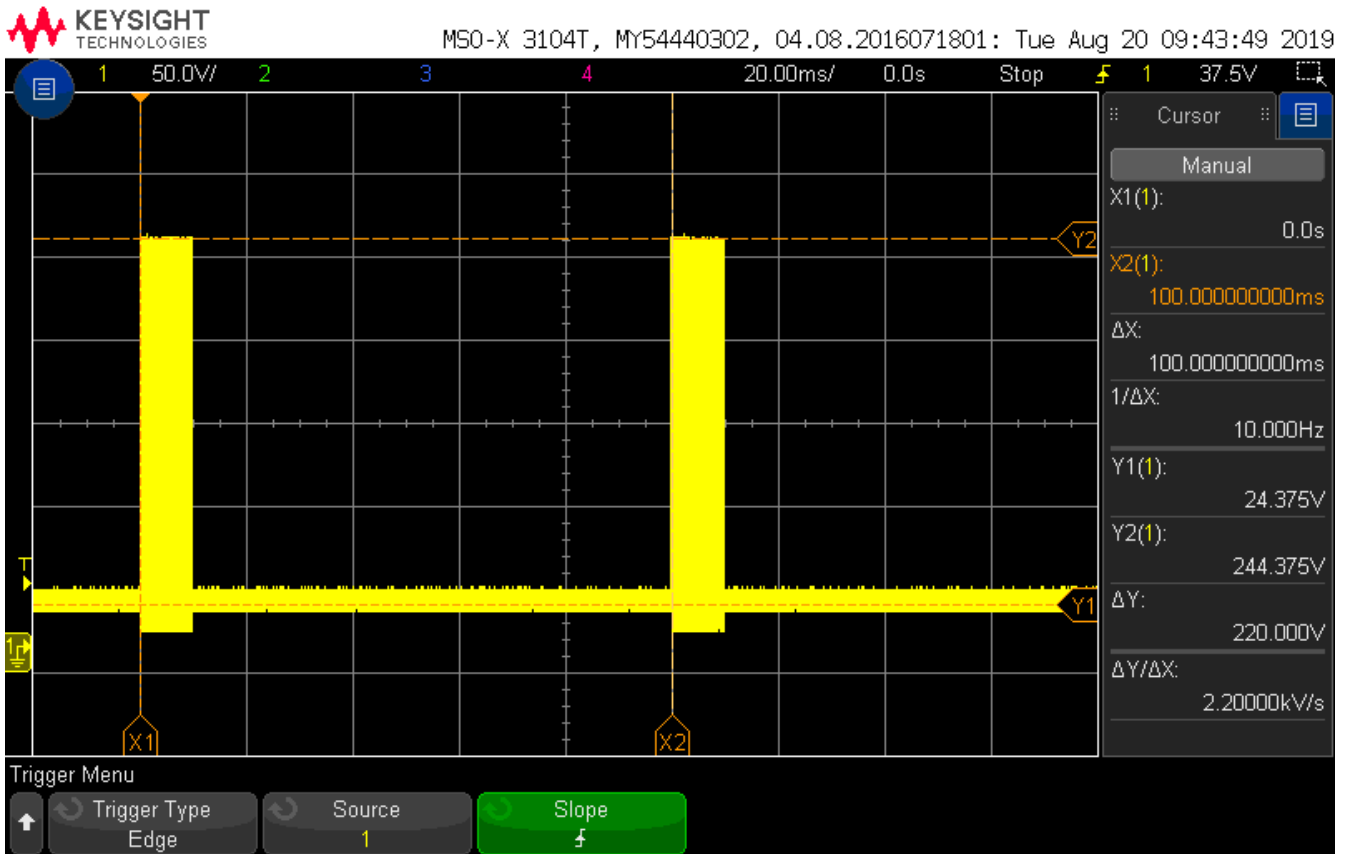 KEYSIGHT
TECHNOLOGIES
MSO-X 3104T, MY54440302, 04.08.2016071801: Tue Aug 20 09:43:49 2019
1 50.0V/ 2 3 4 20.00ms/ 0.0s Stop 1 37.5V
Cursor
Manual
X1(1):
0.0s
Y2
X2(1):
100.000000000ms
ΔX:
100.000000000ms
1/ΔX:
10.000Hz
Y1(1):
24.375V
Y2(1):
244.375V
T
Y1
ΔY:
220.000V
1
ΔY/ΔX:
2.20000kV/s
X1 X2
Trigger Menu
Trigger Type Source Slope
Edge 1